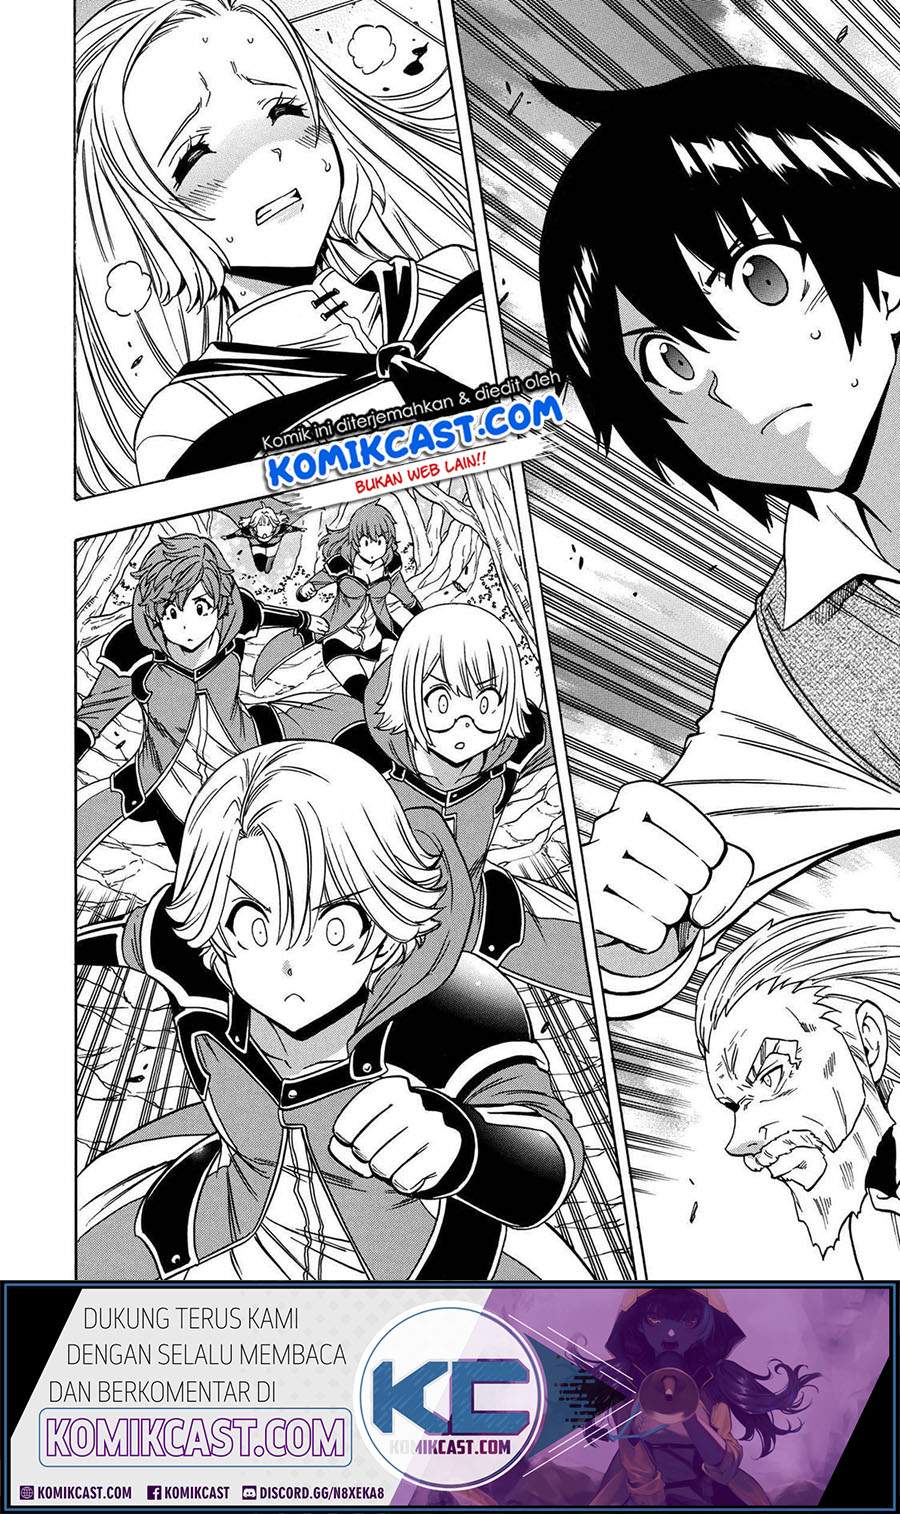 Komik ini diterjemahkan & diedit oleh
KOMIKCAST.COM
BUKAN WEB LAIN!!
DUKUNG TERUS KAMI
DENGAN SELALU MEMBACA
DAN BERKOMENTAR DI
KOMIKCAST.COM
KC
KOMIKCAST.COM
KOMIKCAST.COM
KOMIKCAST
DISCORD.GG/N8XEKA8